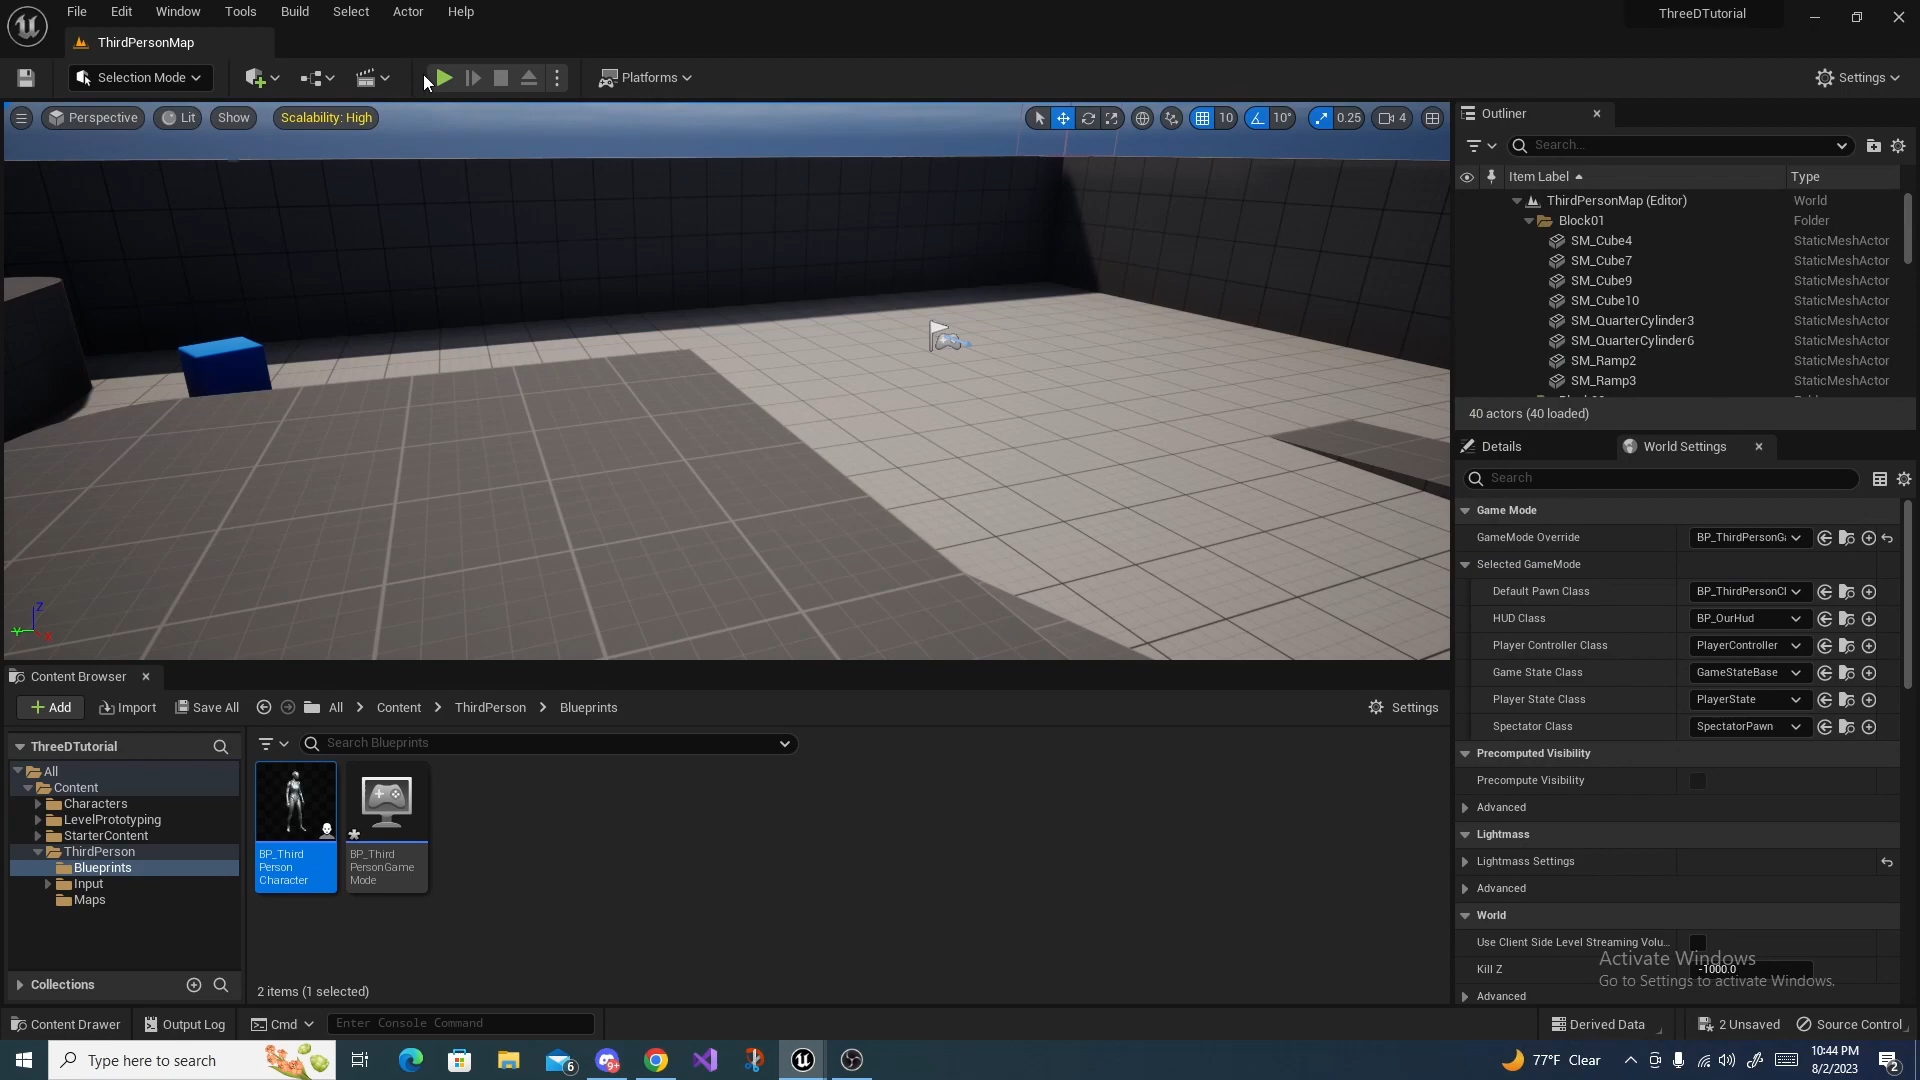 File Edit Window Tools Build Select Actor Help
ThreeDTutorial
ThirdPersonMap
Selection Mode
Platforms
Settings
Perspective Lit Show Scalability: High
10 10° 0.25 4
Outliner
Search...
Item Label Type
ThirdPersonMap (Editor) World
Block01 Folder
SM_Cube4 StaticMeshActor
SM_Cube7 StaticMeshActor
SM_Cube9 StaticMeshActor
SM_Cube10 StaticMeshActor
SM_QuarterCylinder3 StaticMeshActor
SM_QuarterCylinder6 StaticMeshActor
SM_Ramp2 StaticMeshActor
SM_Ramp3 StaticMeshActor
40 actors (40 loaded)
Details World Settings
Search
Game Mode
GameMode Override BP_ThirdPersonGa
Selected GameMode
Default Pawn Class BP_ThirdPersonCl
HUD Class BP_OurHud
Player Controller Class PlayerController
Game State Class GameStateBase
Player State Class PlayerState
Spectator Class SpectatorPawn
Precomputed Visibility
Precompute Visibility
Advanced
Lightmass
Lightmass Settings
Advanced
World
Use Client Side Level Streaming Volu...
Kill Z -1000.0
Advanced
Activate Windows
Go to Settings to activate Windows.
Z
Y
X
Content Browser
Add Import Save All All Content ThirdPerson Blueprints Settings
ThreeDTutorial
Search Blueprints
All
Content
Characters
LevelPrototyping
StarterContent
ThirdPerson
Blueprints
Input
Maps
Collections
BP_Third
Person
Character
BP_Third
PersonGame
Mode
2 items (1 selected)
Content Drawer Output Log Cmd Enter Console Command Derived Data 2 Unsaved Source Control
Type here to search
6
9+
77°F Clear
10:44 PM
8/2/2023
2